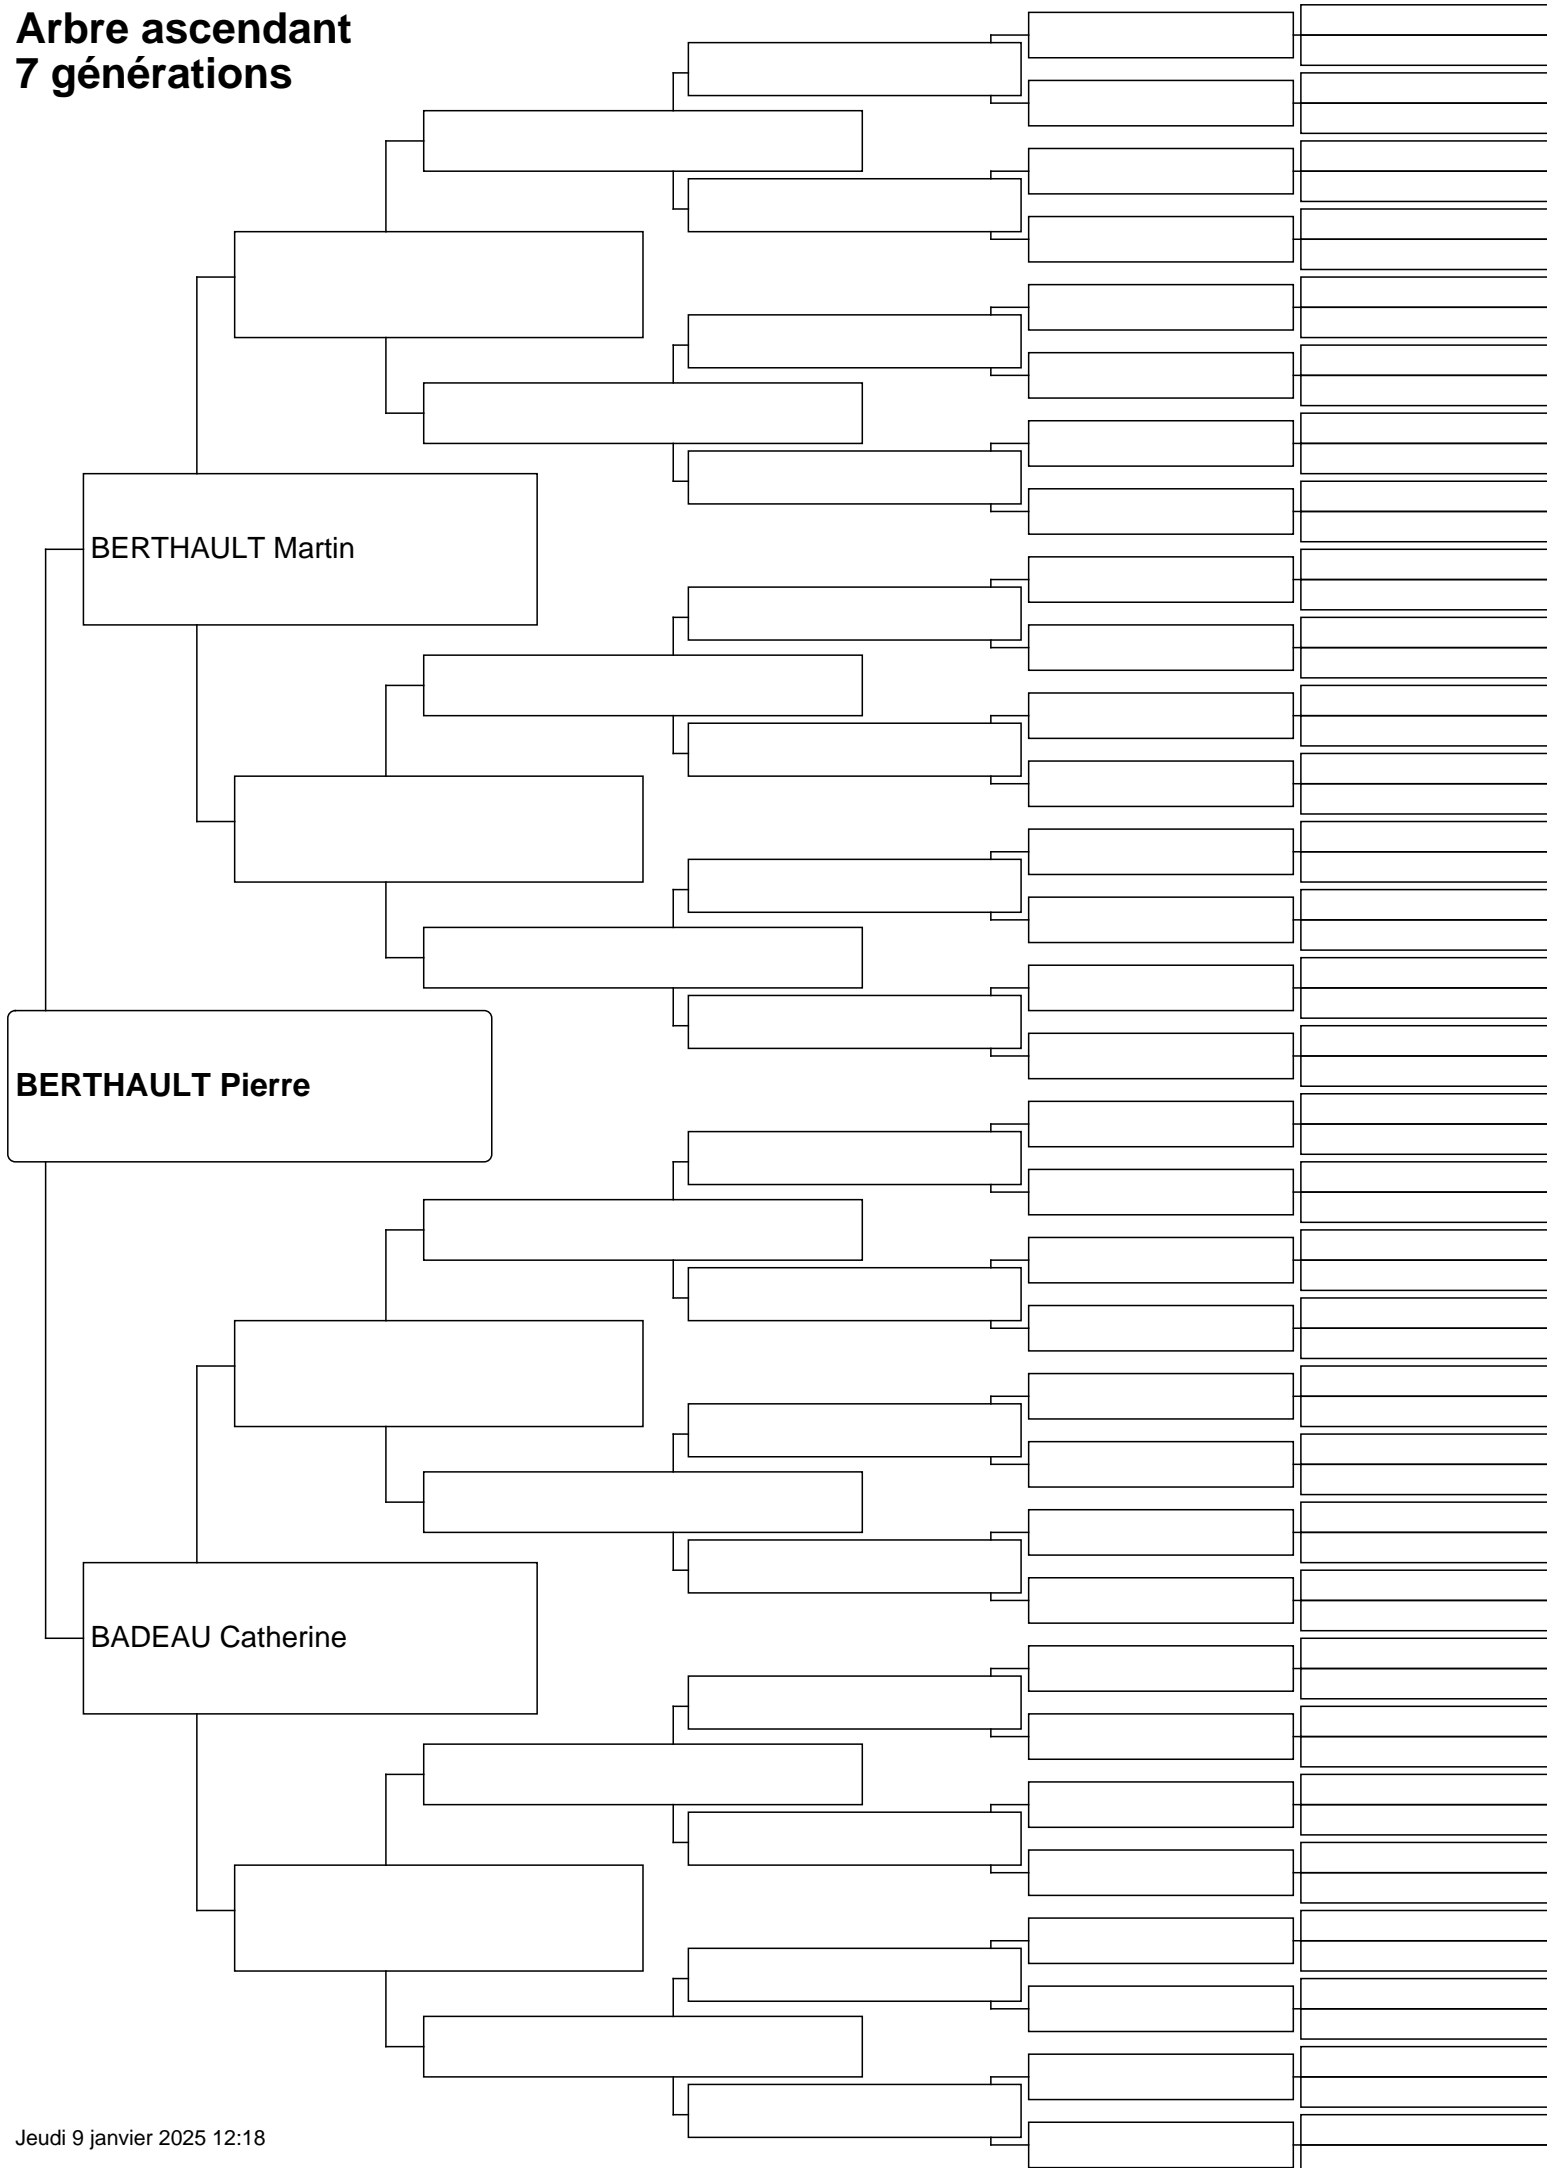 Arbre ascendant
7 générations
BERTHAULT Martin
BERTHAULT Pierre
BADEAU Catherine
Jeudi 9 janvier 2025 12:18